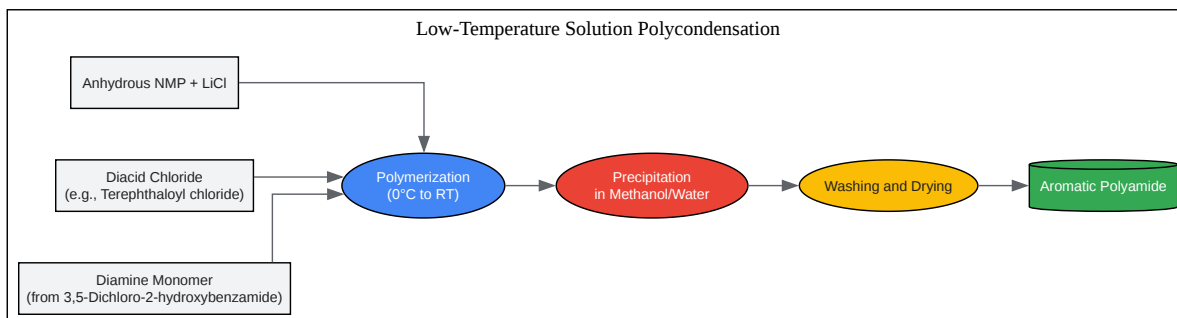 Low-Temperature Solution Polycondensation
Anhydrous NMP + LiCl
Diacid Chloride
(e.g., Terephthaloyl chloride)
Diamine Monomer
(from 3,5-Dichloro-2-hydroxybenzamide)
Polymerization
(0°C to RT)
Precipitation
in Methanol/Water
Washing and Drying
Aromatic Polyamide